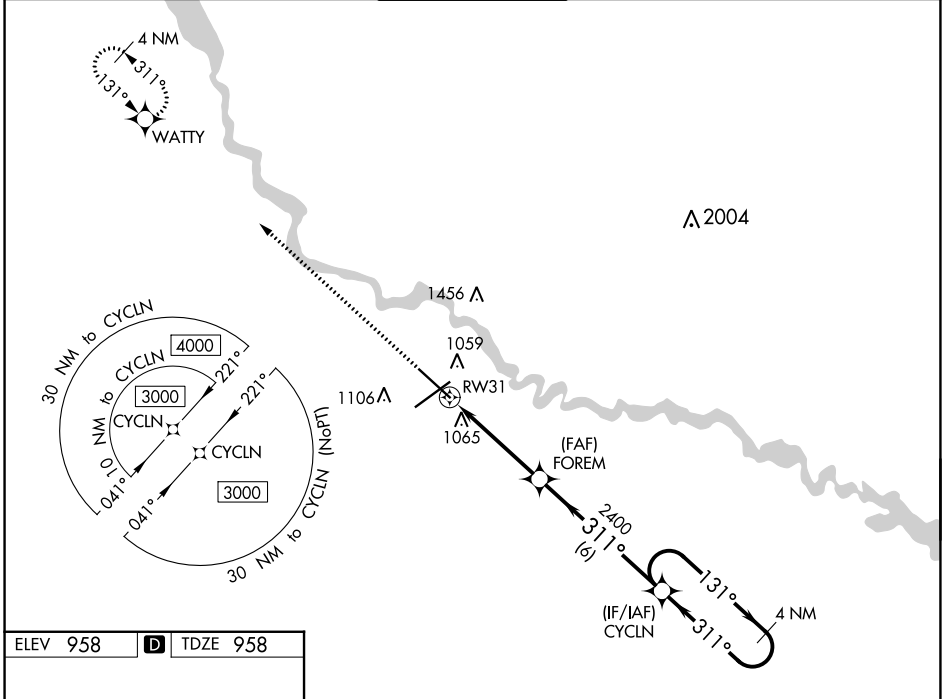 4 NM
311°
131°
WATTY
2004
1456
30 NM to CYCLN
4000
221°
10 NM to CYCLN
3000
CYCLN
041°
221°
CYCLN
3000
041°
30 NM to CYCLN (NoPT)
1059
RW31
1106
1065
(FAF)
FOREM
2400
311°
(6)
131°
4 NM
(IF/IAF)
CYCLN
311°
ELEV 958 D TDZE 958